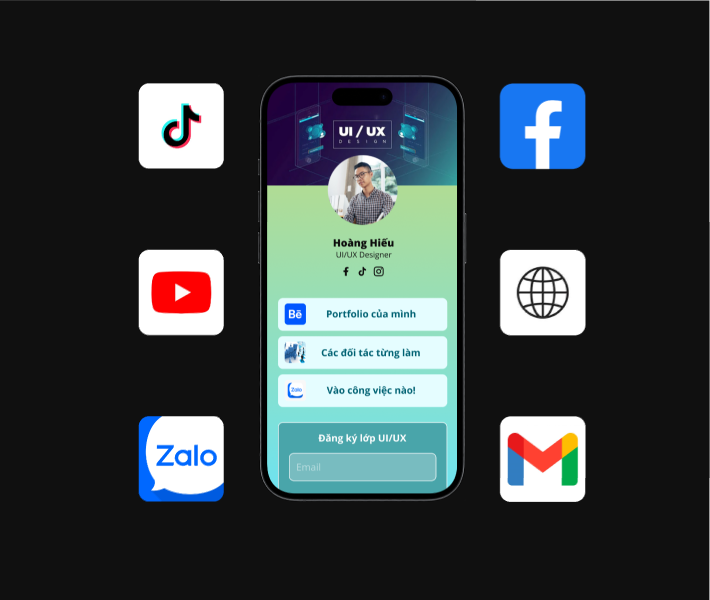 UI / UX
DESIGN
Hoàng Hiếu
UI/UX Designer
Bē Portfolio của mình
Các đối tác từng làm
Zalo Vào công việc nào!
Đăng ký lớp UI/UX
Email
Zalo